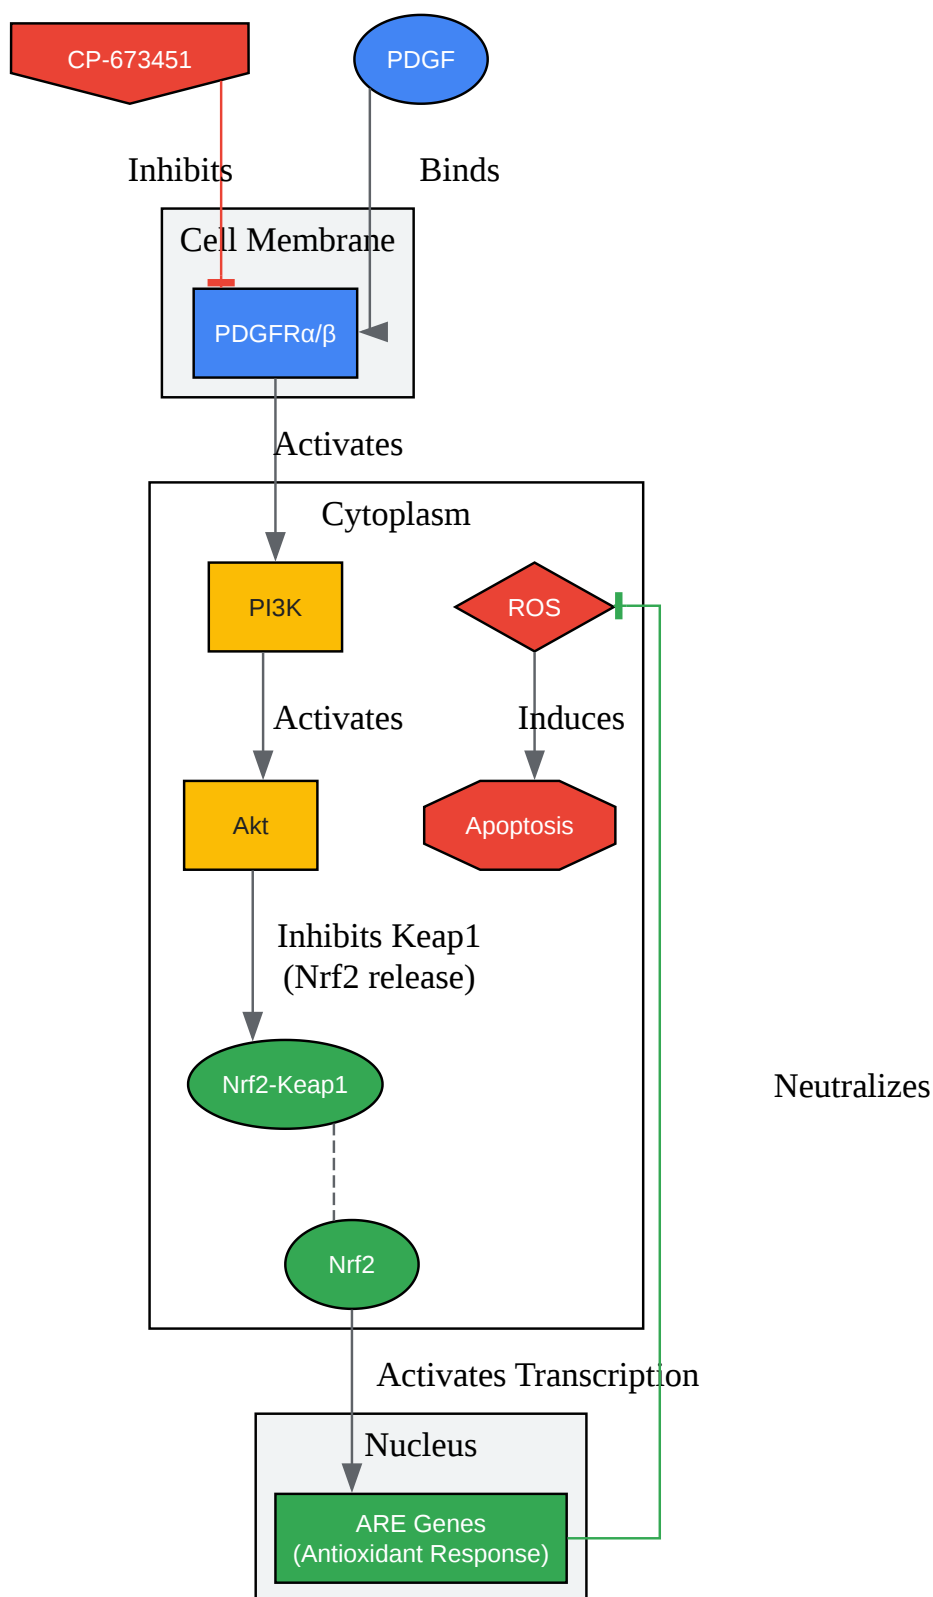 CP-673451
PDGF
Inhibits
Binds
Cell Membrane
PDGFRα/β
Activates
Cytoplasm
PI3K
ROS
Activates
Induces
Akt
Apoptosis
Inhibits Keap1
(Nrf2 release)
Nrf2-Keap1
Neutralizes
Nrf2
Activates Transcription
Nucleus
ARE Genes
(Antioxidant Response)